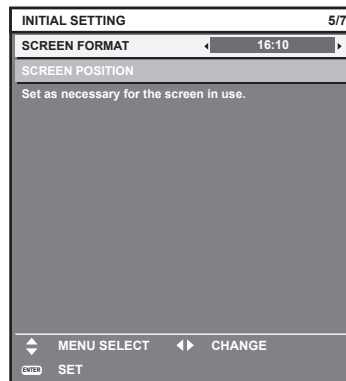 INITIAL SETTING 5/7
SCREEN FORMAT 16:10
SCREEN POSITION
Set as necessary for the screen in use.
MENU SELECT CHANGE
ENTER SET